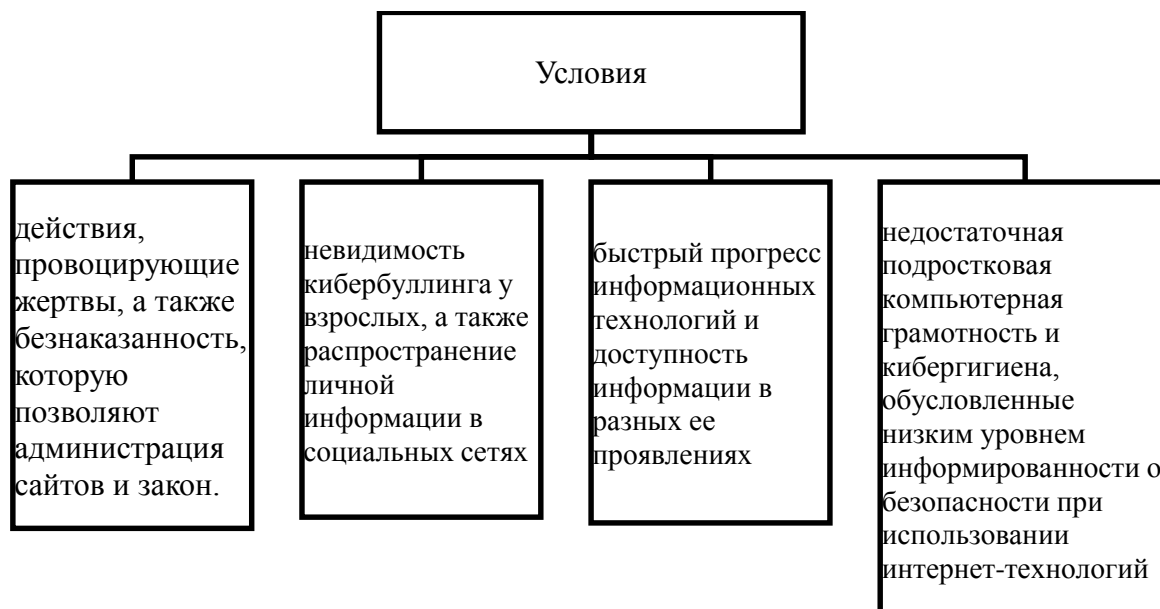 Условия
действия,
провоцирующие
жертвы, а также
безнаказанность,
которую
позволяют
администрация
сайтов и закон.
невидимость
кибербуллинга у
взрослых, а также
распространение
личной
информации в
социальных сетях
быстрый прогресс
информационных
технологий и
доступность
информации в
разных ее
проявлениях
недостаточная
подростковая
компьютерная
грамотность и
кибергигиена,
обусловленные
низким уровнем
информированности о
безопасности при
использовании
интернет-технологий